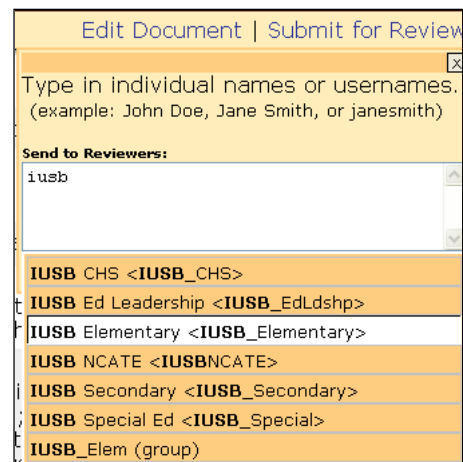 Edit Document | Submit for Review
x
Type in individual names or usernames.
(example: John Doe, Jane Smith, or janesmith)
Send to Reviewers:
iusb
IUSB CHS <IUSB_CHS>
IUSB Ed Leadership <IUSB_EdLdshp>
IUSB Elementary <IUSB_Elementary>
IUSB NCATE <IUSBNCATE>
IUSB Secondary <IUSB_Secondary>
IUSB Special Ed <IUSB_Special>
IUSB_Elem (group)